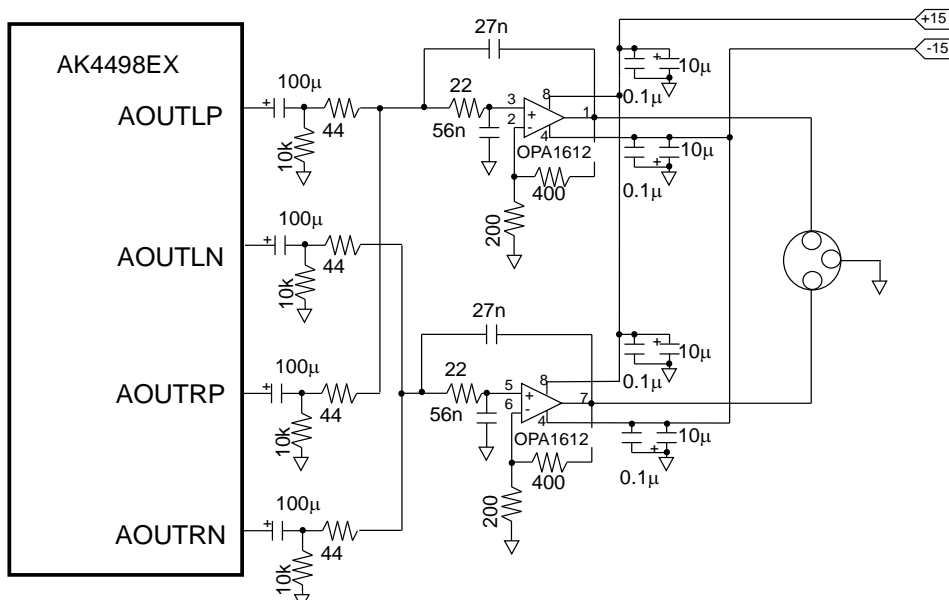 +15
-15
27n
AK4498EX
10µ
100µ
22
0.1µ
AOUTLP
3
8
1
2
44
56n
4
10k
OPA1612
10µ
400
0.1µ
100µ
200
AOUTLN
44
10k
27n
10µ
100µ
22
0.1µ
AOUTRP
5
8
7
6
44
56n
4
10k
OPA1612
10µ
400
0.1µ
100µ
200
AOUTRN
44
10k